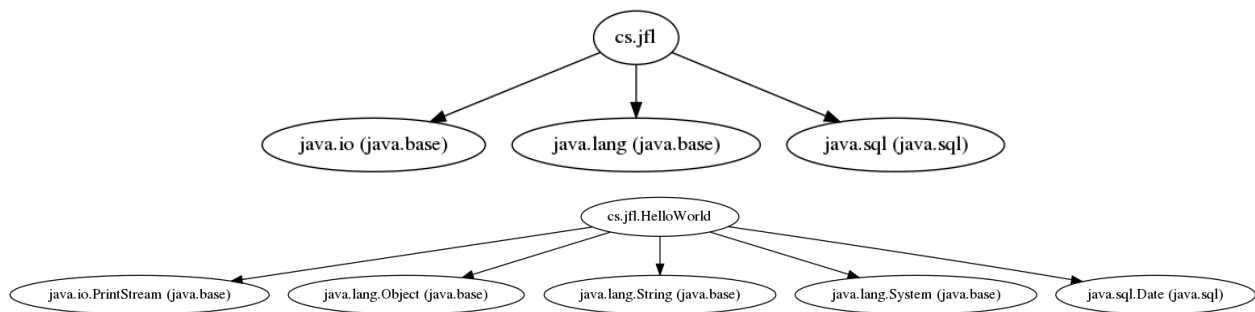 cs.jfl
java.io (java.base)
java.lang (java.base)
java.sql (java.sql)
cs.jfl.HelloWorld
java.io.PrintStream (java.base)
java.lang.Object (java.base)
java.lang.String (java.base)
java.lang.System (java.base)
java.sql.Date (java.sql)